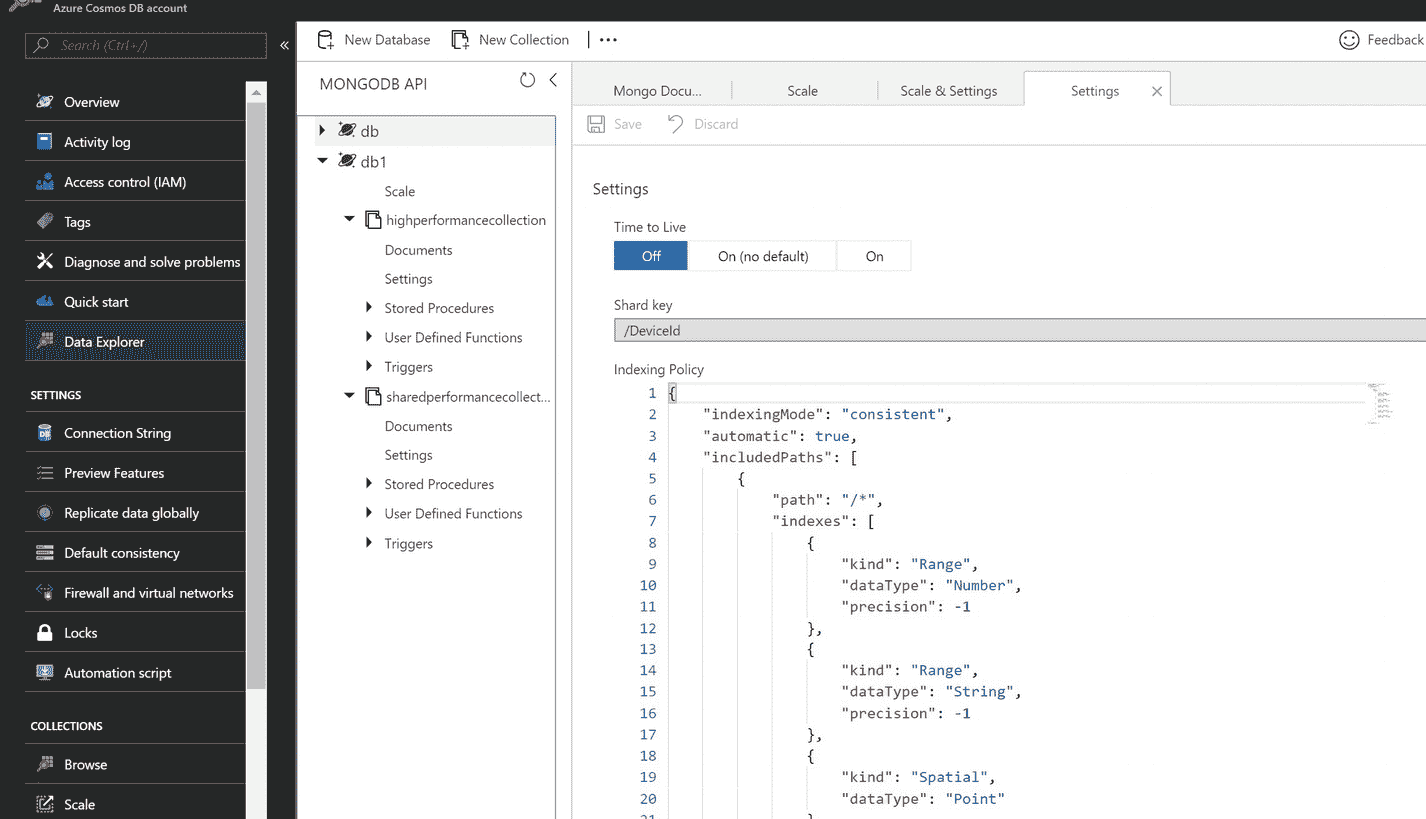 Azure Cosmos DB account
Search (Ctrl+/)
«
Overview
Activity log
Access control (IAM)
Tags
Diagnose and solve problems
Quick start
Data Explorer
SETTINGS
Connection String
Preview Features
Replicate data globally
Default consistency
Firewall and virtual networks
Locks
Automation script
COLLECTIONS
Browse
Scale
New Database New Collection ··· Feedback
MONGODB API
db
db1
Scale
highperformancecollection
Documents
Settings
Stored Procedures
User Defined Functions
Triggers
sharedperformancecollect...
Documents
Settings
Stored Procedures
User Defined Functions
Triggers
Mongo Docu... Scale Scale & Settings Settings
Save Discard
Settings
Time to Live
Off On (no default) On
Shard key
/DeviceId
Indexing Policy
1 {
2 "indexingMode": "consistent",
3 "automatic": true,
4 "includedPaths": [
5 {
6 "path": "/*",
7 "indexes": [
8 {
9 "kind": "Range",
10 "dataType": "Number",
11 "precision": -1
12 },
13 {
14 "kind": "Range",
15 "dataType": "String",
16 "precision": -1
17 },
18 {
19 "kind": "Spatial",
20 "dataType": "Point"